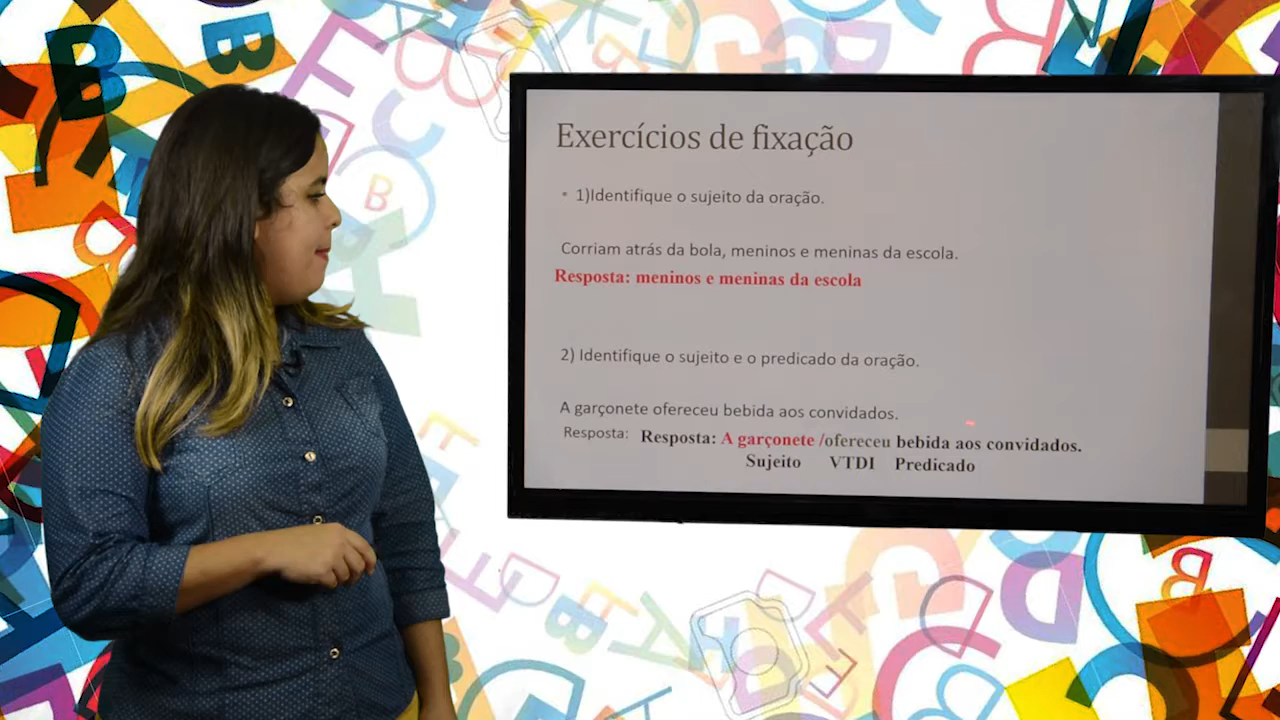 Exercícios de fixação
• 1)Identifique o sujeito da oração.
Corriam atrás da bola, meninos e meninas da escola.
Resposta: meninos e meninas da escola
2) Identifique o sujeito e o predicado da oração.
A garçonete ofereceu bebida aos convidados.
Resposta: Resposta: A garçonete /ofereceu bebida aos convidados.
Sujeito VTDI Predicado